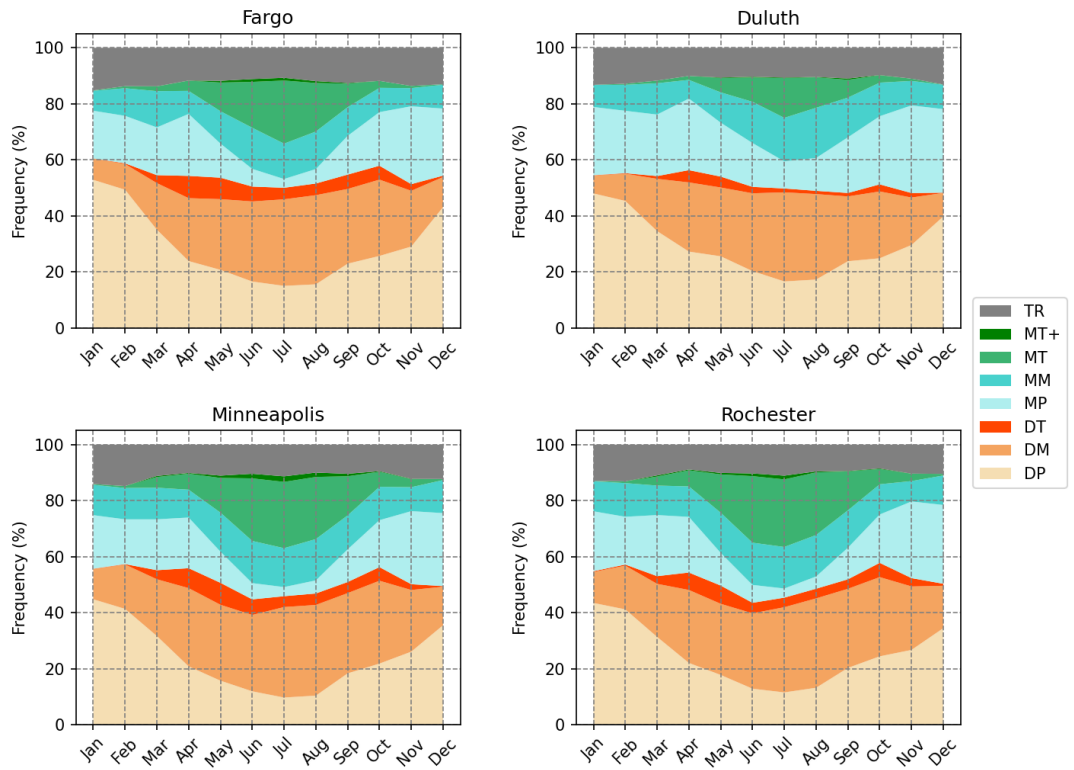 Fargo
Frequency (%)
100
80
60
40
20
0
Jan Feb Mar Apr May Jun Jul Aug Sep Oct Nov Dec
Duluth
Frequency (%)
100
80
60
40
20
0
Jan Feb Mar Apr May Jun Jul Aug Sep Oct Nov Dec
Minneapolis
Frequency (%)
100
80
60
40
20
0
Jan Feb Mar Apr May Jun Jul Aug Sep Oct Nov Dec
Rochester
Frequency (%)
100
80
60
40
20
0
Jan Feb Mar Apr May Jun Jul Aug Sep Oct Nov Dec
TR
MT+
MT
MM
MP
DT
DM
DP